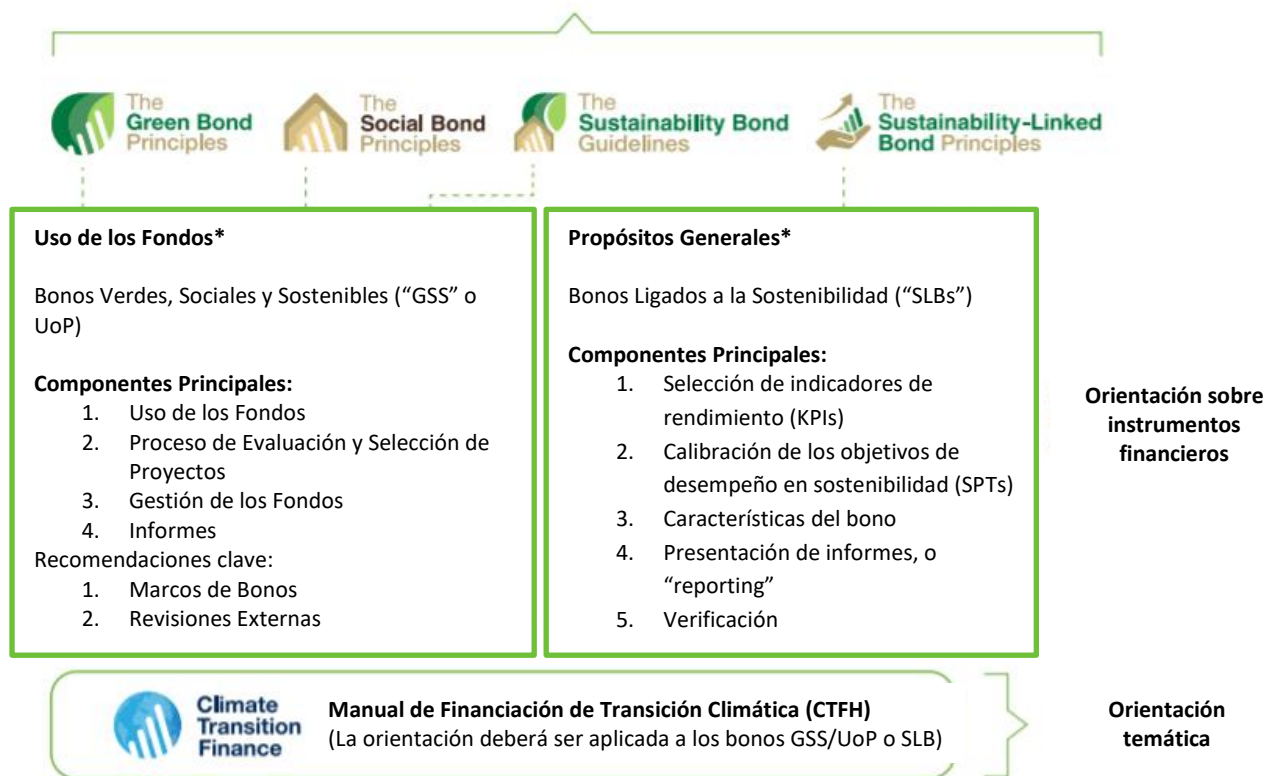 The
Green Bond
Principles
The
Social Bond
Principles
The
Sustainability Bond
Guidelines
The
Sustainability-Linked
Bond Principles
Uso de los Fondos*
Bonos Verdes, Sociales y Sostenibles (“GSS” o
UoP)
Componentes Principales:
1. Uso de los Fondos
2. Proceso de Evaluación y Selección de
Proyectos
3. Gestión de los Fondos
4. Informes
Recomendaciones clave:
1. Marcos de Bonos
2. Revisiones Externas
Propósitos Generales*
Bonos Ligados a la Sostenibilidad (“SLBs”)
Componentes Principales:
1. Selección de indicadores de
rendimiento (KPIs)
2. Calibración de los objetivos de
desempeño en sostenibilidad (SPTs)
3. Características del bono
4. Presentación de informes, o
“reporting”
5. Verificación
Orientación sobre
instrumentos
financieros
Climate
Transition
Finance
Manual de Financiación de Transición Climática (CTFH)
(La orientación deberá ser aplicada a los bonos GSS/UoP o SLB)
Orientación
temática